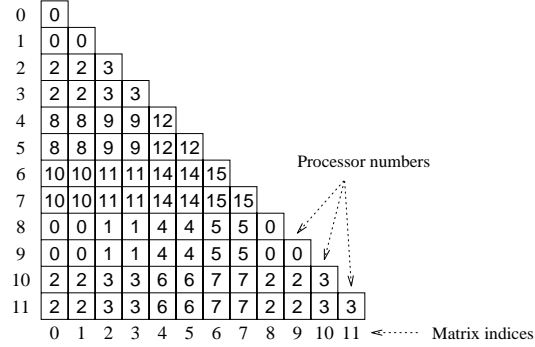 0 0
1 0 0
2 2 2 3
3 2 2 3 3
4 8 8 9 9 12
5 8 8 9 9 12 12
6 10 10 11 11 14 14 15
Processor numbers
7 10 10 11 11 14 14 15 15
8 0 0 1 1 4 4 5 5 0
9 0 0 1 1 4 4 5 5 0 0
10 2 2 3 3 6 6 7 7 2 2 3
11 2 2 3 3 6 6 7 7 2 2 3 3
0 1 2 3 4 5 6 7 8 9 10 11 Matrix indices